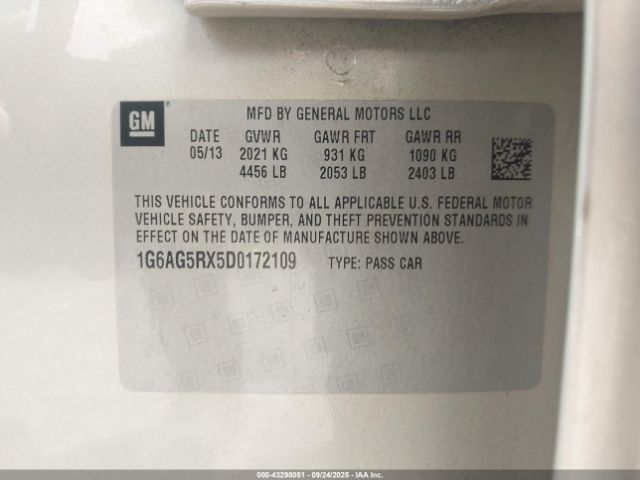 GM
MFD BY GENERAL MOTORS LLC
DATE GVWR GAWR FRT GAWR RR
05/13 2021 KG 931 KG 1090 KG
4456 LB 2053 LB 2403 LB
THIS VEHICLE CONFORMS TO ALL APPLICABLE U.S. FEDERAL MOTOR
VEHICLE SAFETY, BUMPER, AND THEFT PREVENTION STANDARDS IN
EFFECT ON THE DATE OF MANUFACTURE SHOWN ABOVE.
1G6AG5RX5D0172109 TYPE: PASS CAR
000-43298051 - 09/24/2025 - IAA Inc.